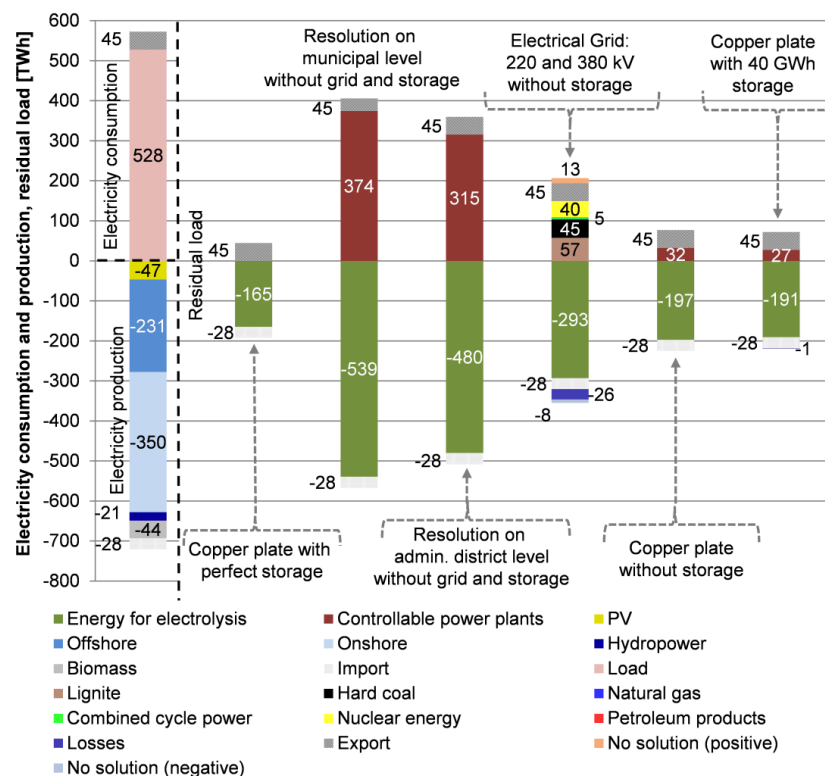 Electricity consumption and production, residual load [TWh]
600
500
400
300
200
100
0
-100
-200
-300
-400
-500
-600
-700
-800
Electricity consumption
Electricity production
Residual load
45
528
-47
-231
-350
-21
-44
-28
45
-165
-28
Copper plate with
perfect storage
Resolution on
municipal level
without grid and storage
45
374
-539
-28
45
315
-480
-28
Resolution on
admin. district level
without grid and storage
Electrical Grid:
220 and 380 kV
without storage
13
45
40
5
45
57
-293
-28
-26
-8
45
32
-197
-28
Copper plate
without storage
Copper plate
with 40 GWh
storage
45
27
-191
-28
-1
Energy for electrolysis
Controllable power plants
PV
Offshore
Onshore
Hydropower
Biomass
Import
Load
Lignite
Hard coal
Natural gas
Combined cycle power
Nuclear energy
Petroleum products
Losses
Export
No solution (positive)
No solution (negative)